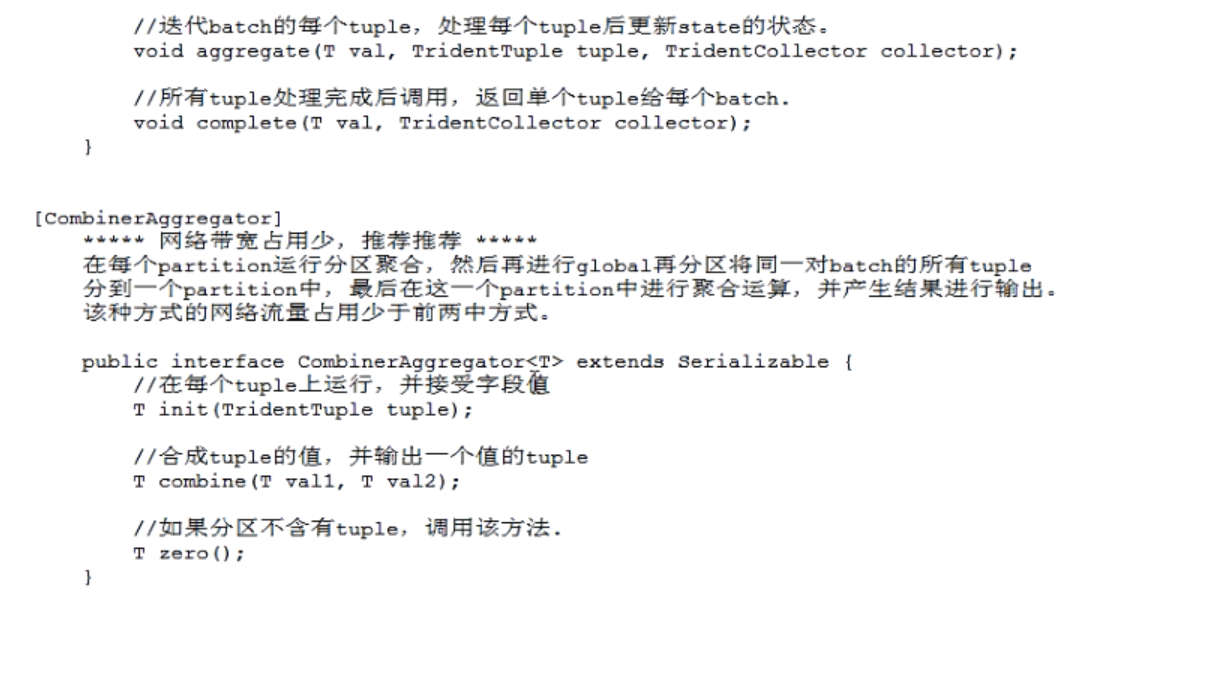 //迭代batch的每个tuple，处理每个tuple后更新state的状态。
void aggregate(T val, TridentTuple tuple, TridentCollector collector);
//所有tuple处理完成后调用，返回单个tuple给每个batch.
void complete(T val, TridentCollector collector);
}
[CombinerAggregator]
***** 网络带宽占用少，推荐推荐 *****
在每个partition运行分区聚合，然后再进行global再分区将同一对batch的所有tuple
分到一个partition中，最后在这一个partition中进行聚合运算，并产生结果进行输出。
该种方式的网络流量占用少于前两中方式。
public interface CombinerAggregator<T> extends Serializable {
//在每个tuple上运行，并接受字段值
T init(TridentTuple tuple);
//合成tuple的值，并输出一个值的tuple
T combine(T val1, T val2);
//如果分区不含有tuple，调用该方法.
T zero();
}